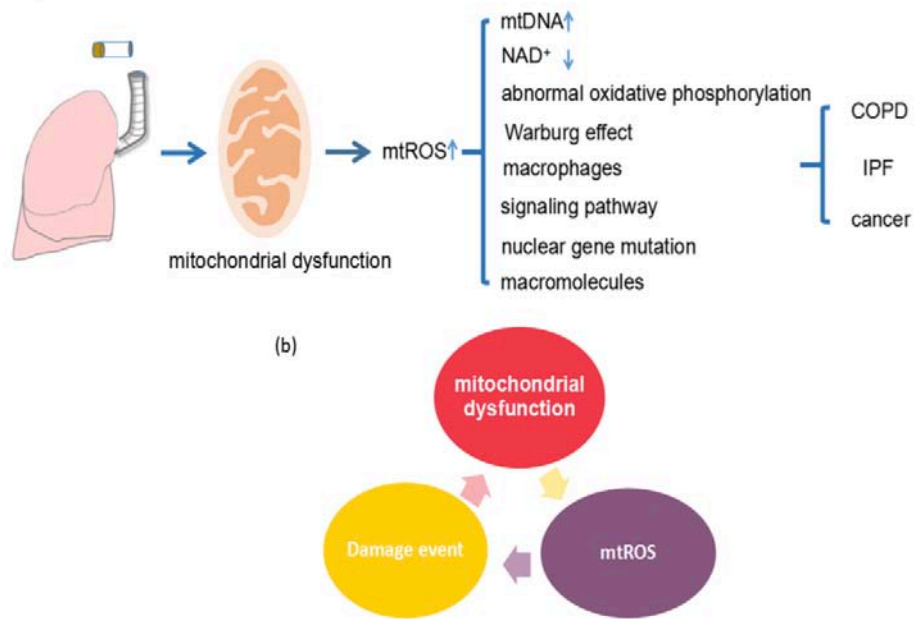 mtDNA↑
NAD⁺ ↓
abnormal oxidative phosphorylation
Warburg effect
macrophages
signaling pathway
nuclear gene mutation
macromolecules
mtROS↑
mitochondrial dysfunction
COPD
IPF
cancer
(b)
mitochondrial
dysfunction
Damage event
mtROS